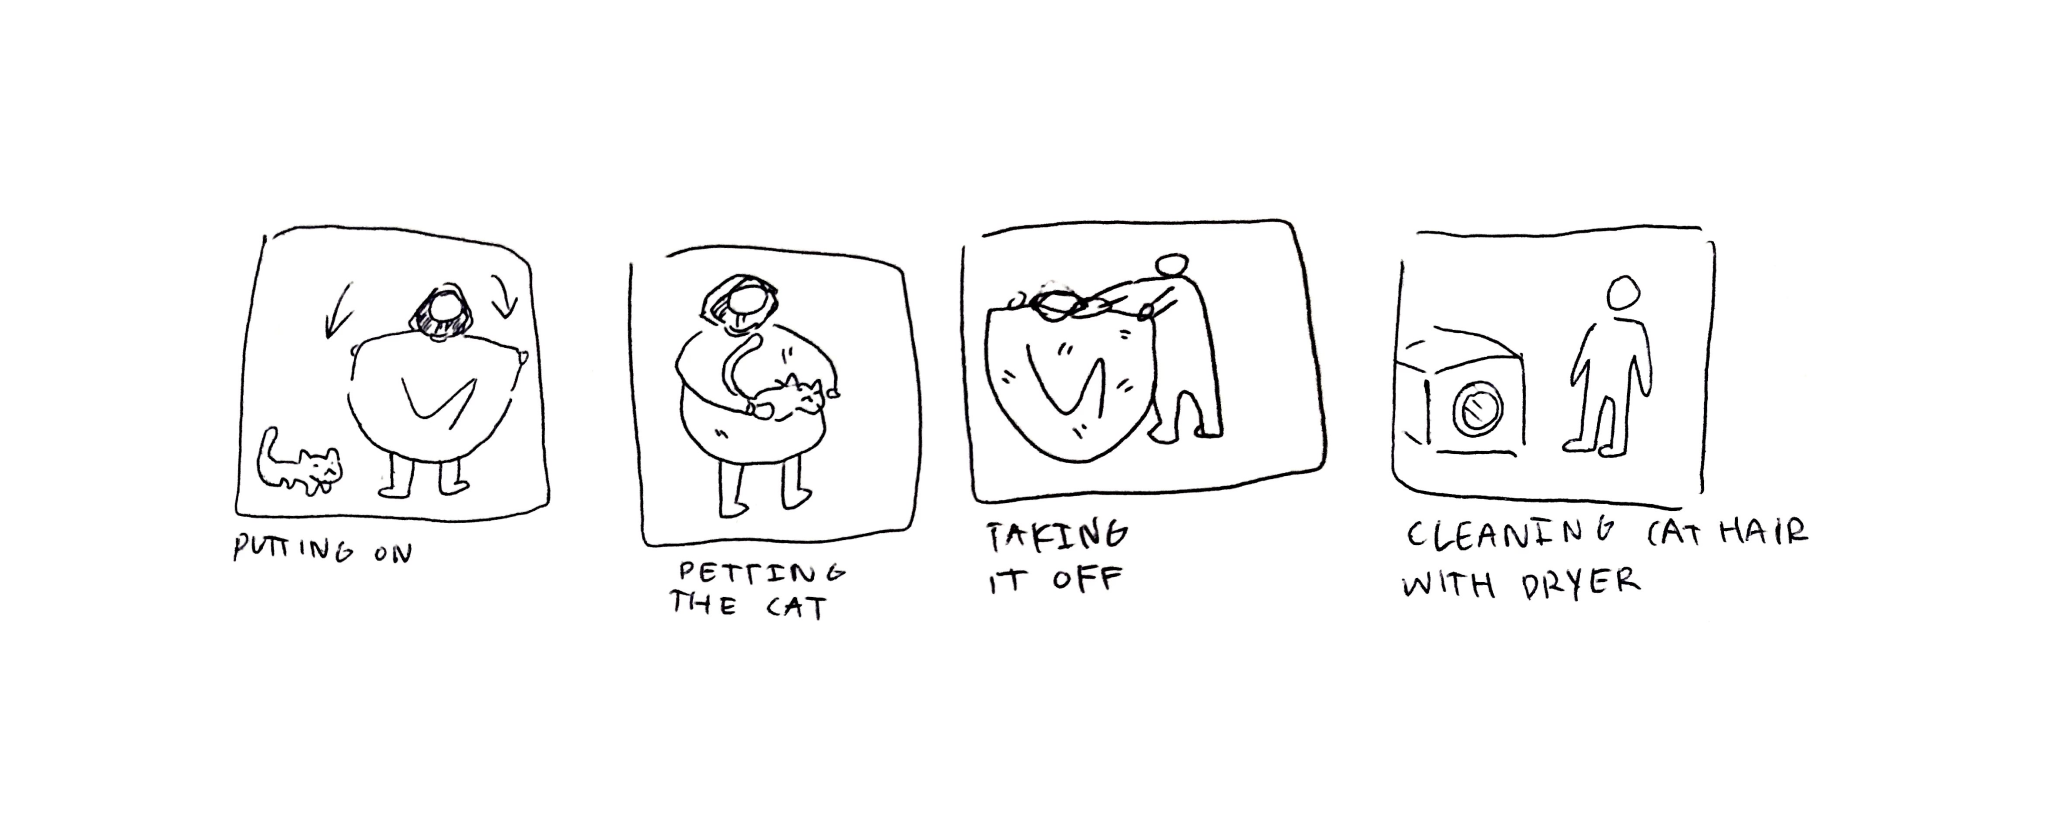 PUTTING ON
PETTING
THE CAT
TAKING
IT OFF
CLEANING CAT HAIR
WITH DRYER